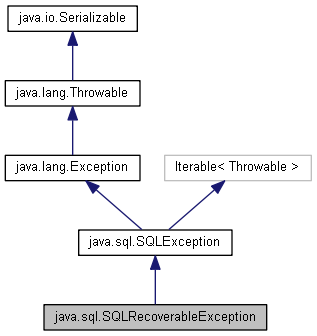 java.io.Serializable
java.lang.Throwable
java.lang.Exception
Iterable< Throwable >
java.sql.SQLException
java.sql.SQLRecoverableException